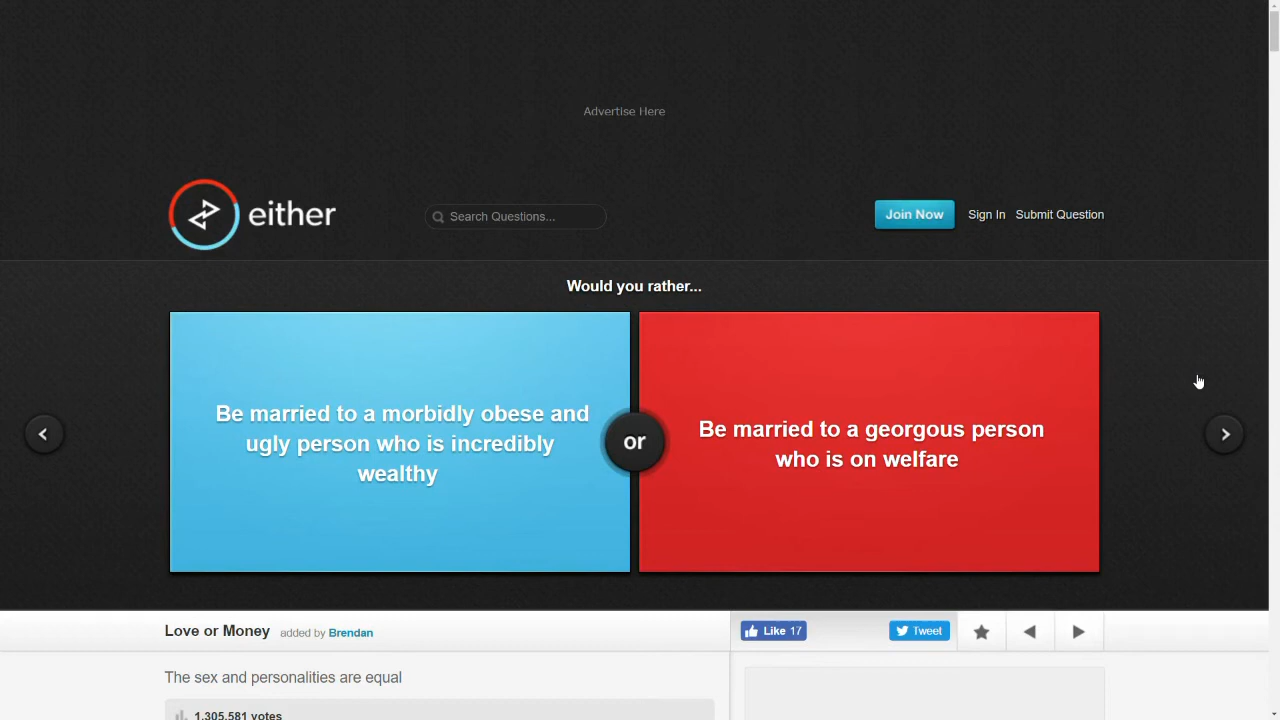 Advertise Here
either
Search Questions...
Join Now
Sign In
Submit Question
Would you rather...
Be married to a morbidly obese and
ugly person who is incredibly
wealthy
or
Be married to a georgous person
who is on welfare
Love or Money
added by Brendan
Like 17
Tweet
The sex and personalities are equal
1,305,581 votes